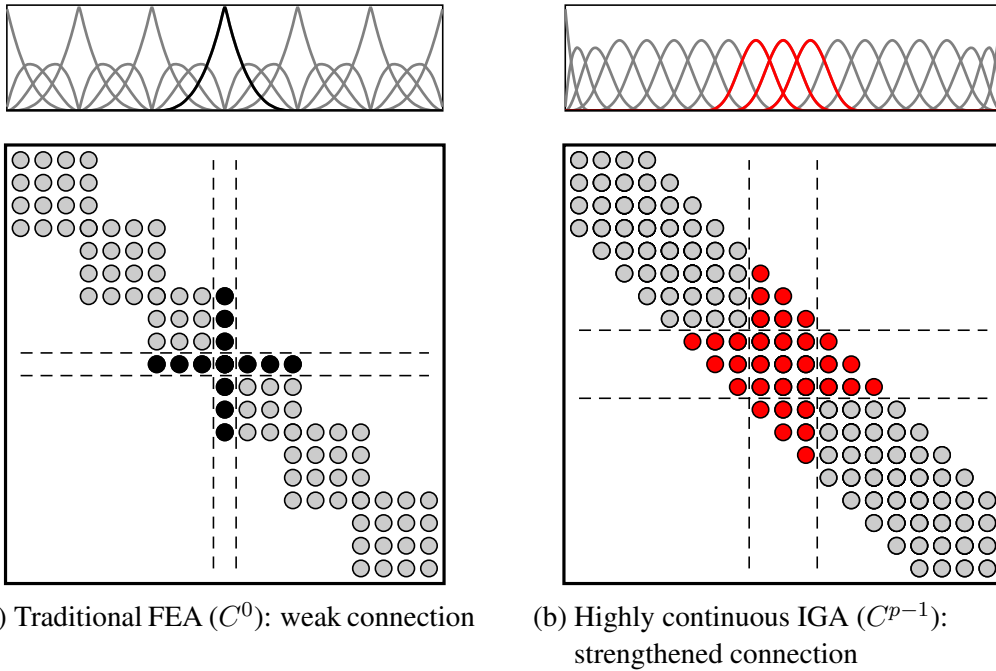 ) Traditional FEA (C⁰): weak connection
(b) Highly continuous IGA (Cᵖ⁻¹):
strengthened connection